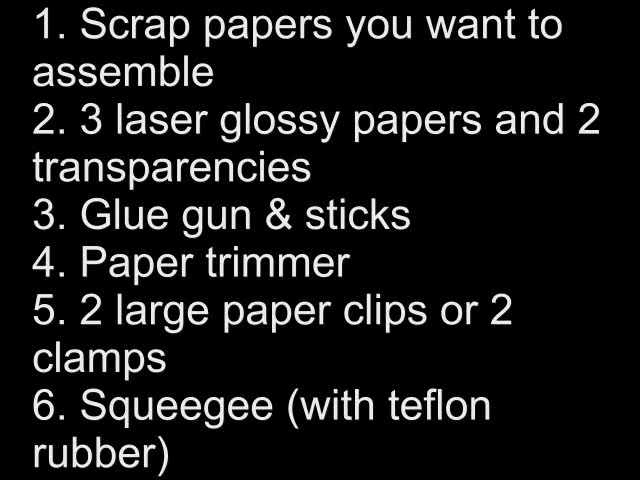 1. Scrap papers you want to
assemble
2. 3 laser glossy papers and 2
transparencies
3. Glue gun & sticks
4. Paper trimmer
5. 2 large paper clips or 2
clamps
6. Squeegee (with teflon
rubber)